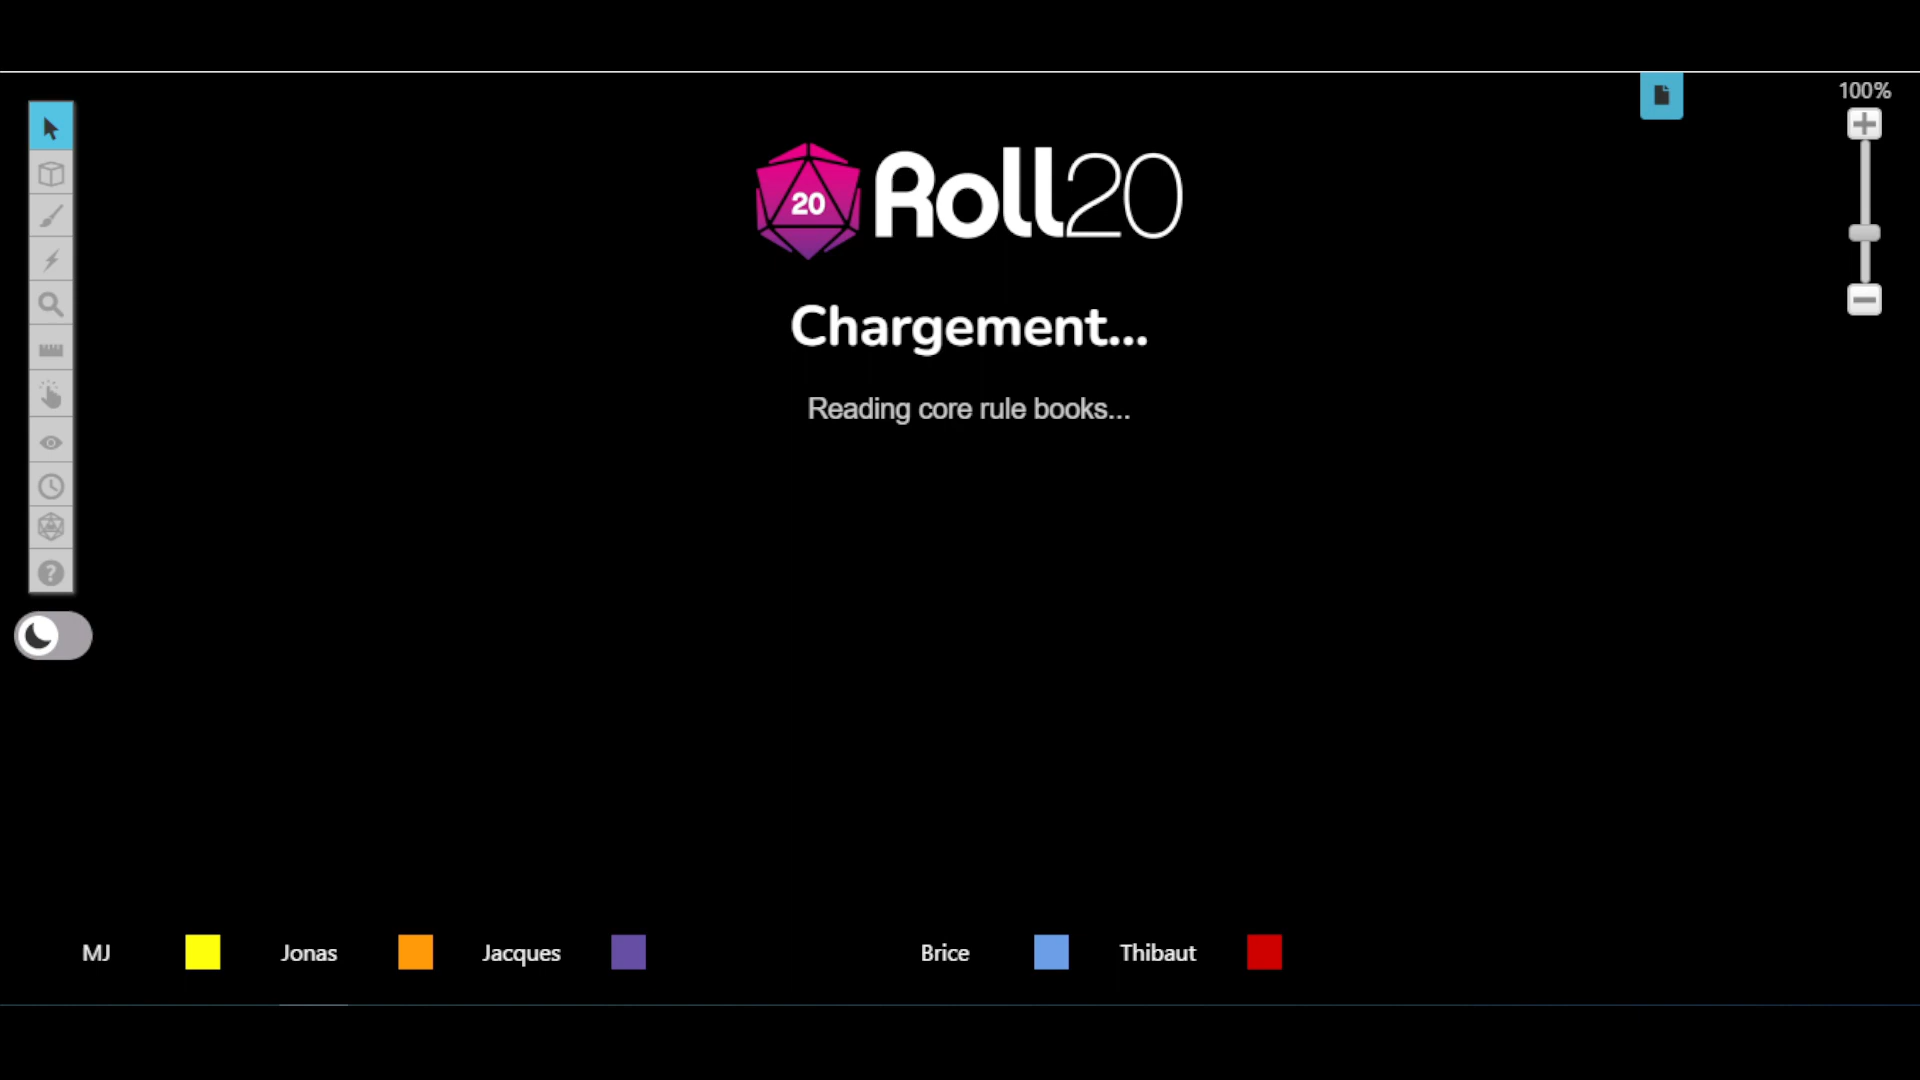 100%
20
Roll20
Chargement...
Reading core rule books...
?
MJ
Jonas
Jacques
Brice
Thibaut